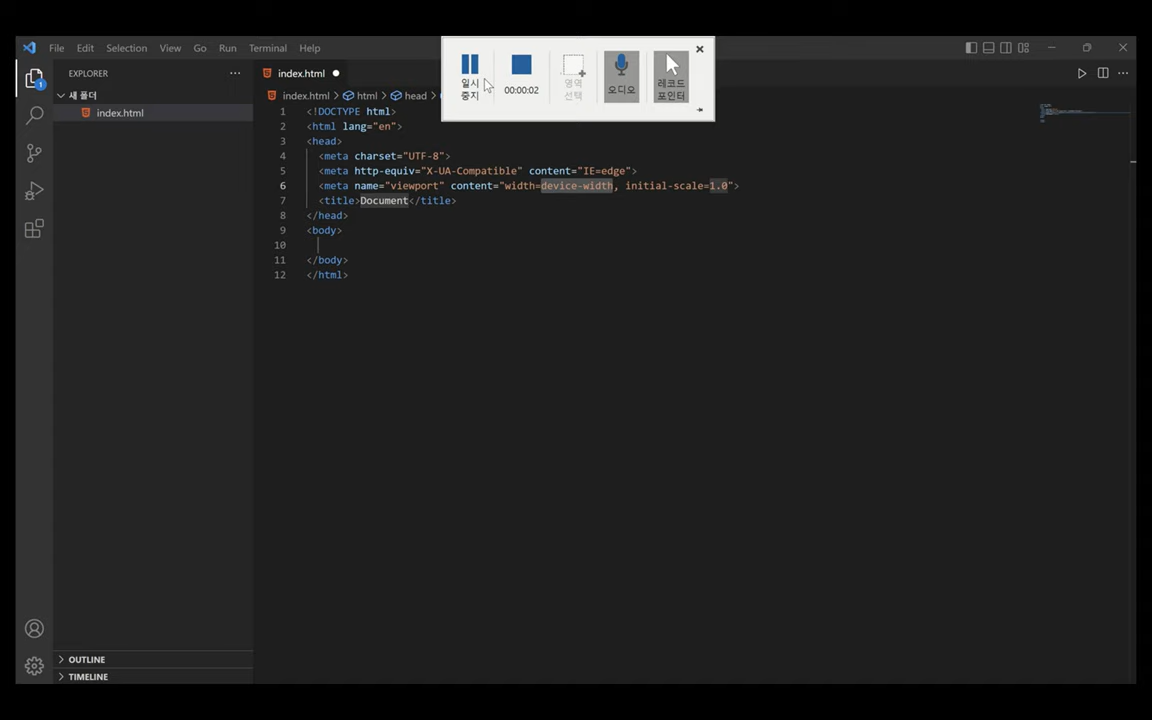 File Edit Selection View Go Run Terminal Help
일시
중지
00:00:02
영역
선택
오디오
레코드
포인터
EXPLORER
새 폴더
index.html
1
index.html
index.html > html > head >
1 <!DOCTYPE html>
2 <html lang="en">
3 <head>
4 <meta charset="UTF-8">
5 <meta http-equiv="X-UA-Compatible" content="IE=edge">
6 <meta name="viewport" content="width=device-width, initial-scale=1.0">
7 <title>Document</title>
8 </head>
9 <body>
10
11 </body>
12 </html>
OUTLINE
TIMELINE